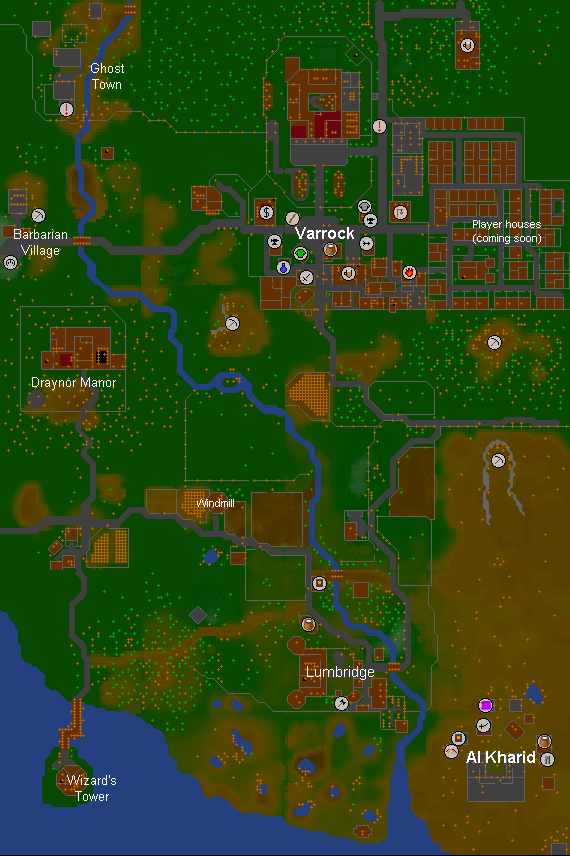 Ghost
Town
Varrock
Player houses
(coming soon)
Barbarian
Village
Draynor Manor
Windmill
Lumbridge
Al Kharid
Wizard's
Tower